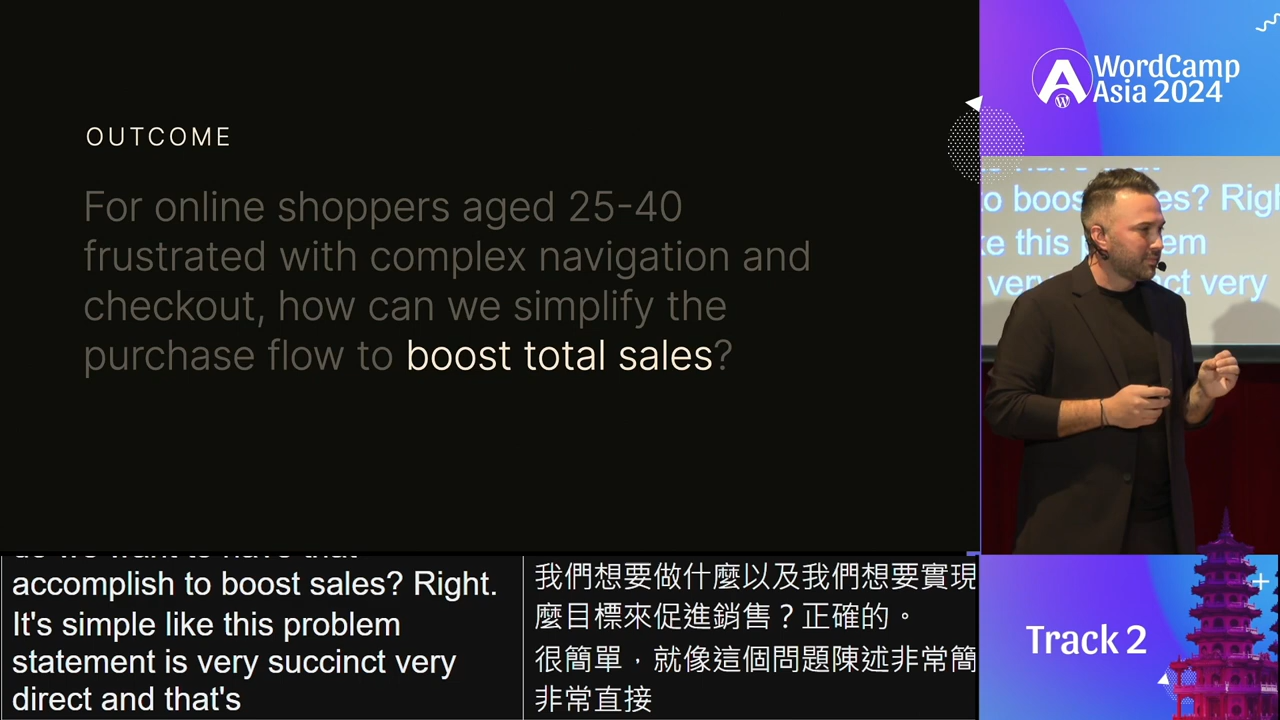 OUTCOME
For online shoppers aged 25-40
frustrated with complex navigation and
checkout, how can we simplify the
purchase flow to boost total sales?
WordCamp
Asia 2024
to boos es? Righ
ke this p em
very ct very
accomplish to boost sales? Right.
It's simple like this problem
statement is very succinct very
direct and that's
我們想要做什麼以及我們想要實現
麼目標來促進銷售？正確的。
很簡單，就像這個問題陳述非常簡
非常直接
Track 2